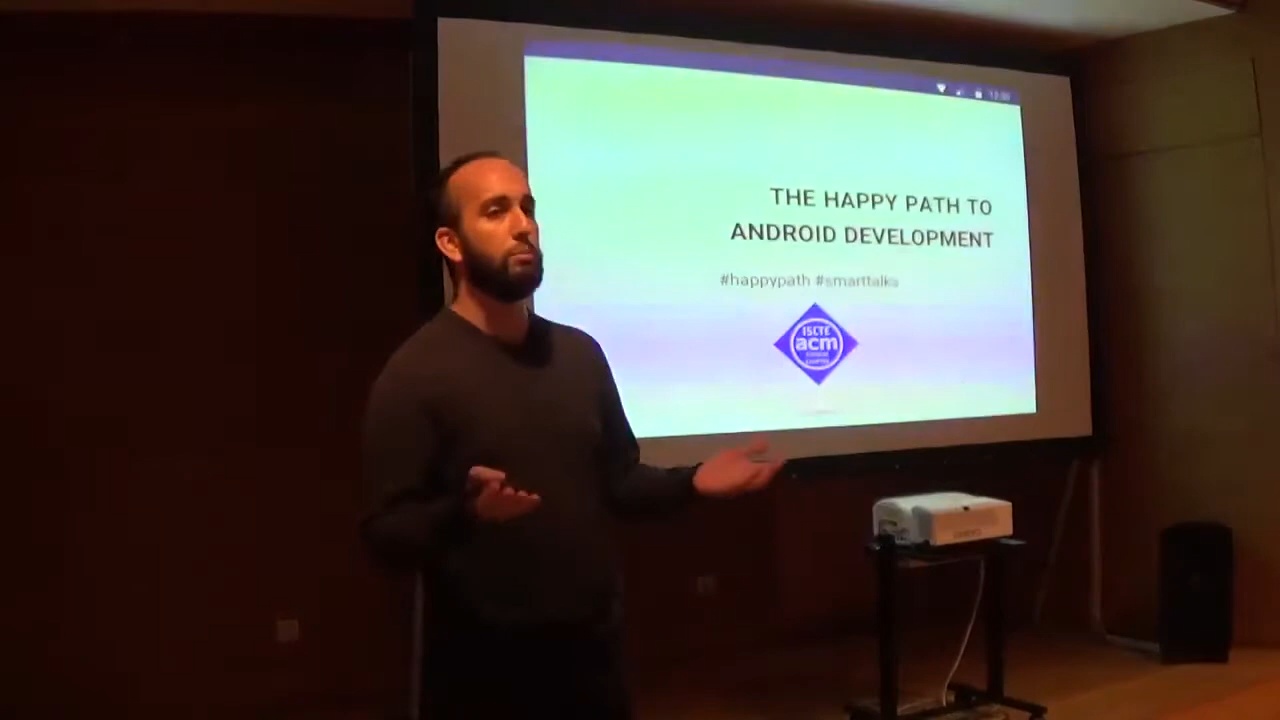 THE HAPPY PATH TO
ANDROID DEVELOPMENT
#happypath #smarttalks
ISCTE
acm